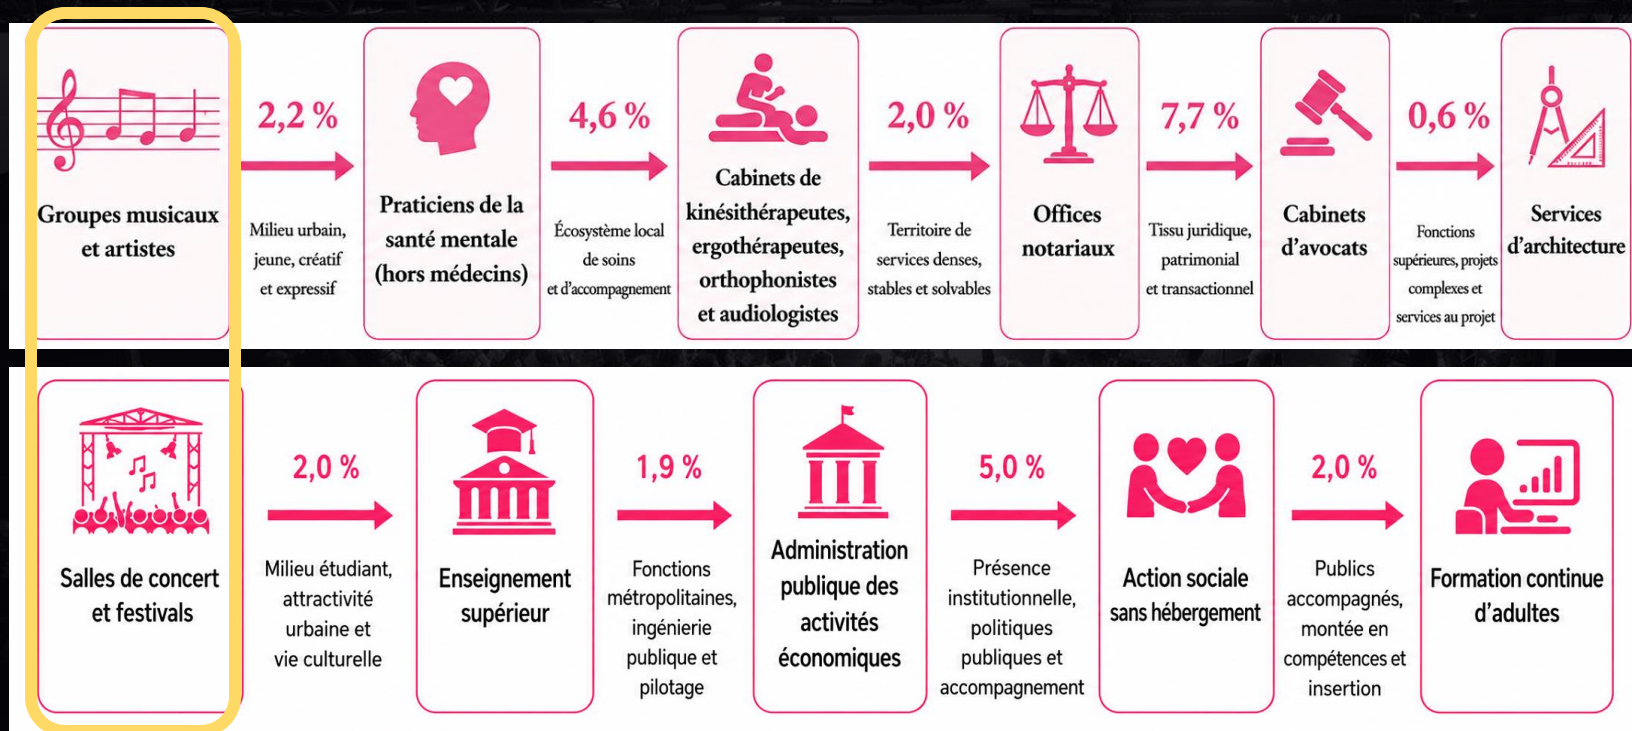 Groupes musicaux
et artistes
2,2 %
Milieu urbain,
jeune, créatif
et expressif
Praticiens de la
santé mentale
(hors médecins)
4,6 %
Écosystème local
de soins
et d’accompagnement
Cabinets de
kinésithérapeutes,
ergothérapeutes,
orthophonistes
et audiologistes
2,0 %
Territoire de
services denses,
stables et solvables
Offices
notariaux
7,7 %
Tissu juridique,
patrimonial
et transactionnel
Cabinets
d’avocats
0,6 %
Fonctions
supérieures, projets
complexes et
services au projet
Services
d’architecture
Salles de concert
et festivals
2,0 %
Milieu étudiant,
attractivité
urbaine et
vie culturelle
Enseignement
supérieur
1,9 %
Fonctions
métropolitaines,
ingénierie
publique et
pilotage
Administration
publique des
activités
économiques
5,0 %
Présence
institutionnelle,
politiques
publiques et
accompagnement
Action sociale
sans hébergement
2,0 %
Publics
accompagnés,
montée en
compétences et
insertion
Formation continue
d’adultes